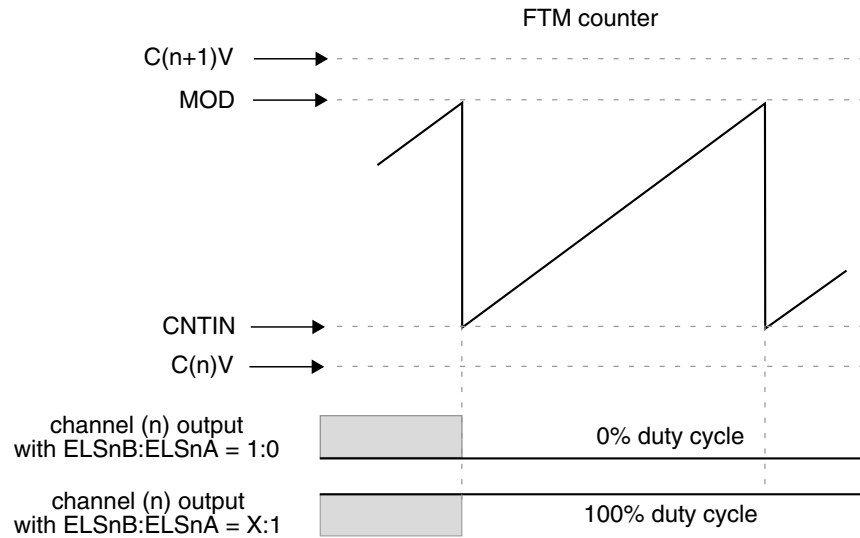 FTM counter
C(n+1)V
MOD
CNTIN
C(n)V
channel (n) output
with ELSnB:ELSnA = 1:0
0% duty cycle
channel (n) output
with ELSnB:ELSnA = X:1
100% duty cycle